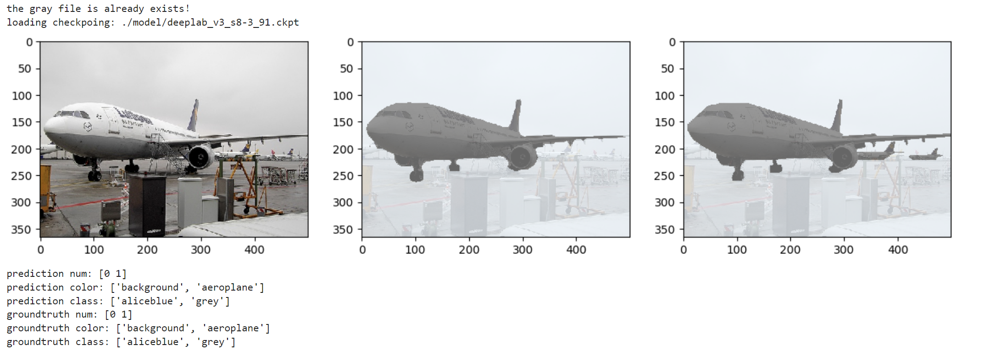 the gray file is already exists!
loading checkpoing: ./model/deeplab_v3_s8-3_91.ckpt
0
50
100
150
200
250
300
350
0 100 200 300 400
0
50
100
150
200
250
300
350
0 100 200 300 400
0
50
100
150
200
250
300
350
0 100 200 300 400
Lufthansa
prediction num: [0 1]
prediction color: ['background', 'aeroplane']
prediction class: ['aliceblue', 'grey']
groundtruth num: [0 1]
groundtruth color: ['background', 'aeroplane']
groundtruth class: ['aliceblue', 'grey']